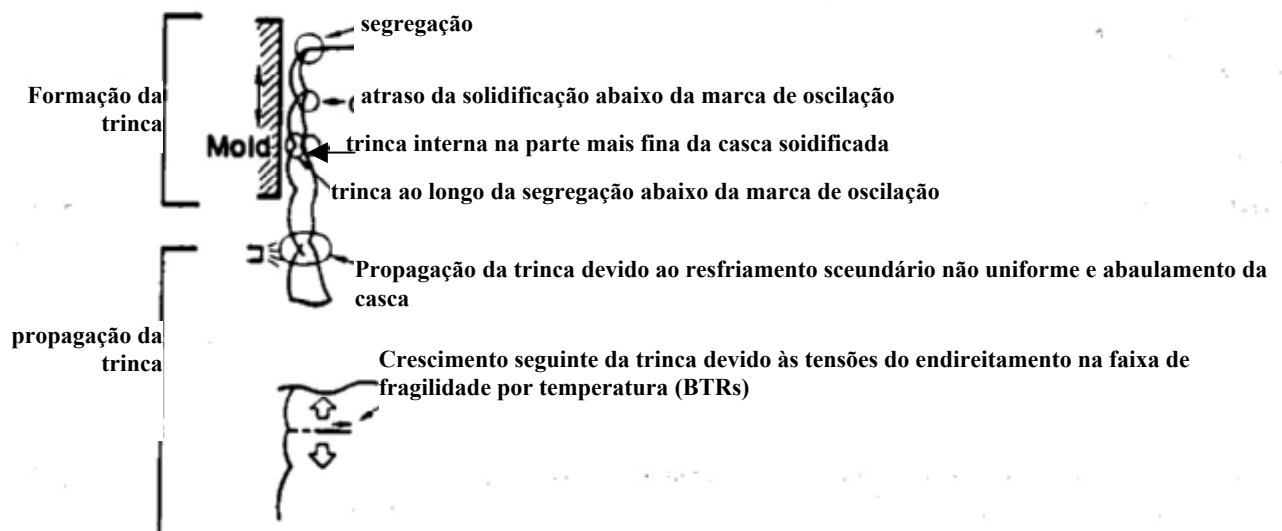 segregação
Formação da
trinca
atraso da solidificação abaixo da marca de oscilação
Mold
trinca interna na parte mais fina da casca soidificada
trinca ao longo da segregação abaixo da marca de oscilação
Propagação da trinca devido ao resfriamento sceundário não uniforme e abaulamento da
casca
propagação da
trinca
Crescimento seguinte da trinca devido às tensões do endireitamento na faixa de
fragilidade por temperatura (BTRs)